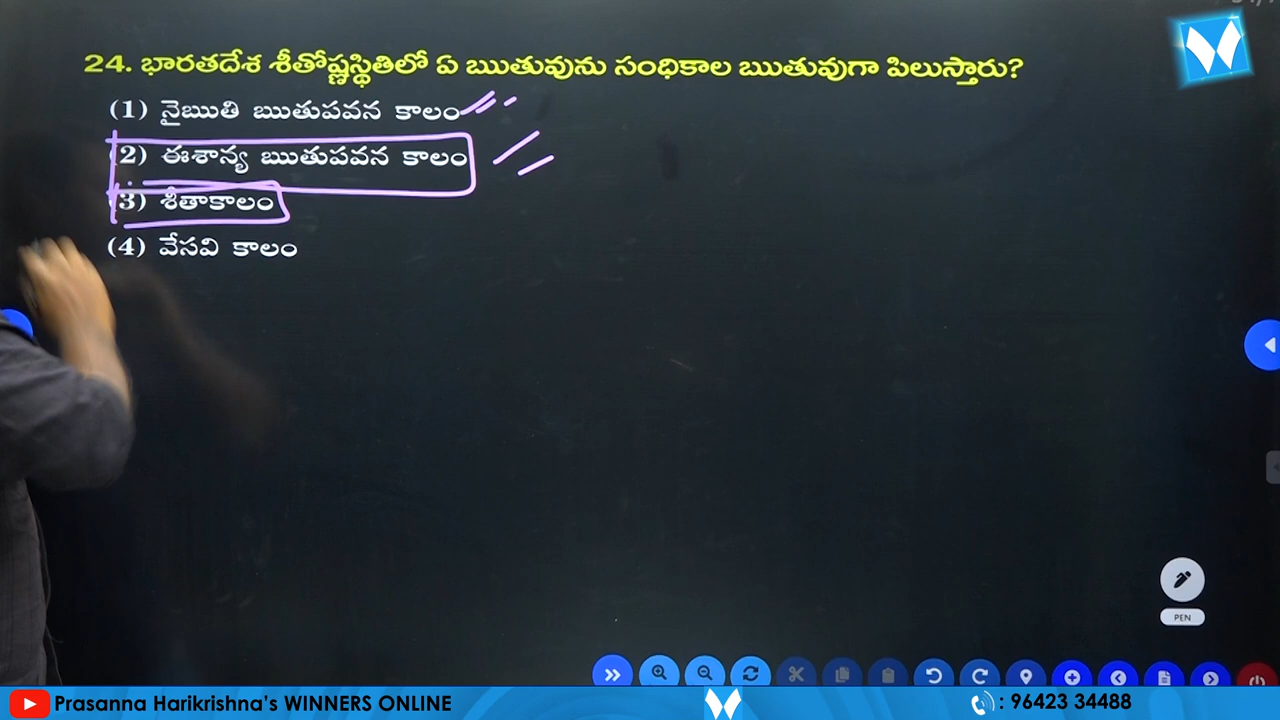 24. భారతదేశ శీతోష్ణస్థితిలో ఏ ఋతువును సంధికాల ఋతువుగా పిలుస్తారు?
(1) నైఋతి ఋతుపవన కాలం
(2) ఈశాన్య ఋతుపవన కాలం
(3) శీతాకాలం
(4) వేసవి కాలం
PEN
Prasanna Harikrishna's WINNERS ONLINE
: 96423 34488